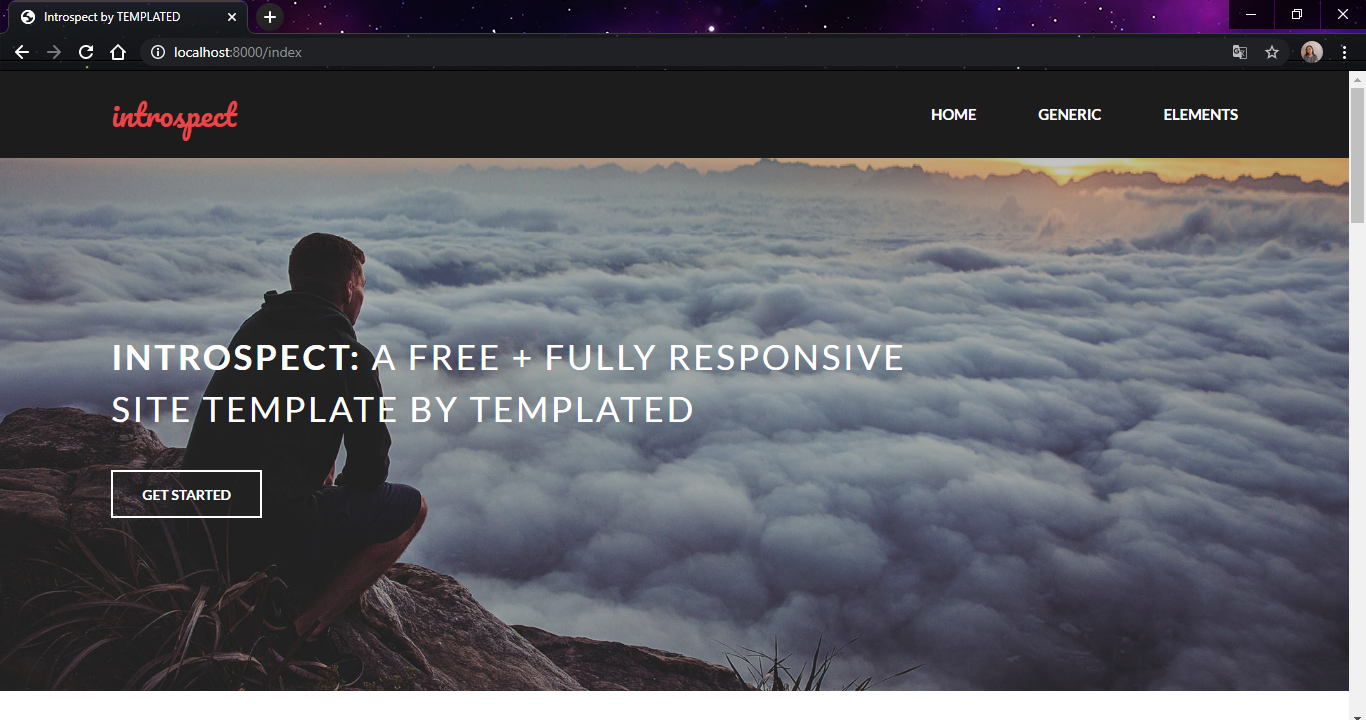 Introspect by TEMPLATED
localhost:8000/index
introspect
HOME GENERIC ELEMENTS
INTROSPECT: A FREE + FULLY RESPONSIVE
SITE TEMPLATE BY TEMPLATED
GET STARTED